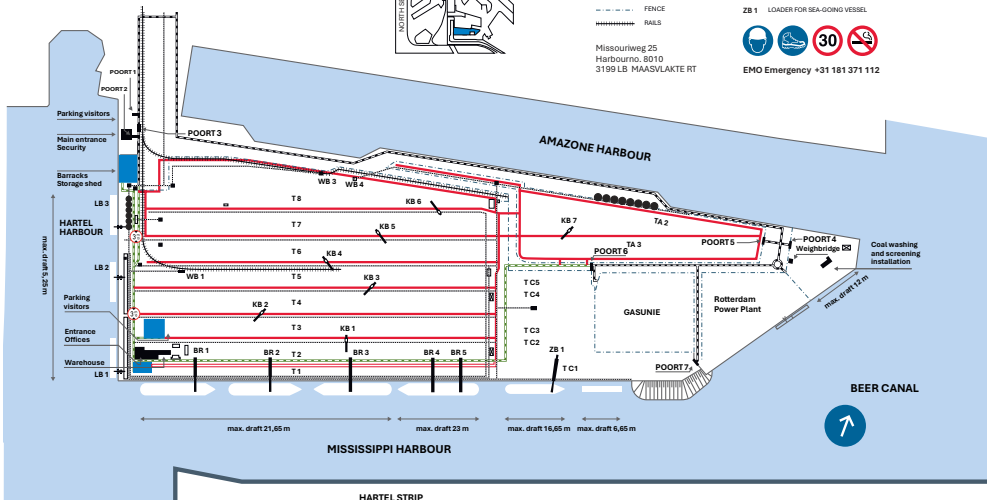 NORTH SE
FENCE
RAILS
ZB 1 LOADER FOR SEA-GOING VESSEL
30
Missouriweg 25
Harbourno. 8010
3199 LB MAASVLAKTE RT
EMO Emergency +31 181 371 112
POORT 1
POORT 2
Parking visitors
Main entrance
Security
POORT 3
Barracks
Storage shed
AMAZONE HARBOUR
WB 3
WB 4
LB 3
HARTEL
HARBOUR
max. draft 5,25m
T 8
KB 6
T 7
KB 5
KB 7
TA 2
TA 3
POORT 5
POORT 4
Weighbridge
Coal washing
and screening
installation
POORT 6
T 6
KB 4
LB 2
WB 1
T 5
KB 3
T C5
T C4
max. draft 12 m
Parking
visitors
T 4
KB 2
GASUNIE
Rotterdam
Power Plant
Entrance
Offices
T 3
KB 1
T C3
T C2
Warehouse
BR 1
T 2
BR 2
BR 3
BR 4
BR 5
ZB 1
LB 1
T 1
T C1
POORT 7
BEER CANAL
max. draft 21,65 m
max. draft 23 m
max. draft 16,65 m
max. draft 6,65 m
MISSISSIPPI HARBOUR
HARTEL STRIP